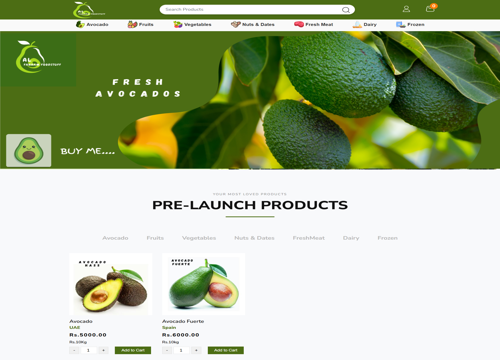 Search Products
Avocado
Fruits
Vegetables
Nuts & Dates
Fresh Meat
Dairy
Frozen
FRESH
AVOCADOS
BUY ME....
YOUR MOST LOVED PRODUCTS
PRE-LAUNCH PRODUCTS
Avocado
Fruits
Vegetables
Nuts & Dates
FreshMeat
Dairy
Frozen
AVOCADO
HASS
AVOCADO
FUERTE
Avocado
UAE
Rs.5000.00
Rs./10Kg
- 1 +
Add to Cart
Avocado Fuerte
Spain
Rs.6000.00
Rs./10Kg
- 1 +
Add to Cart